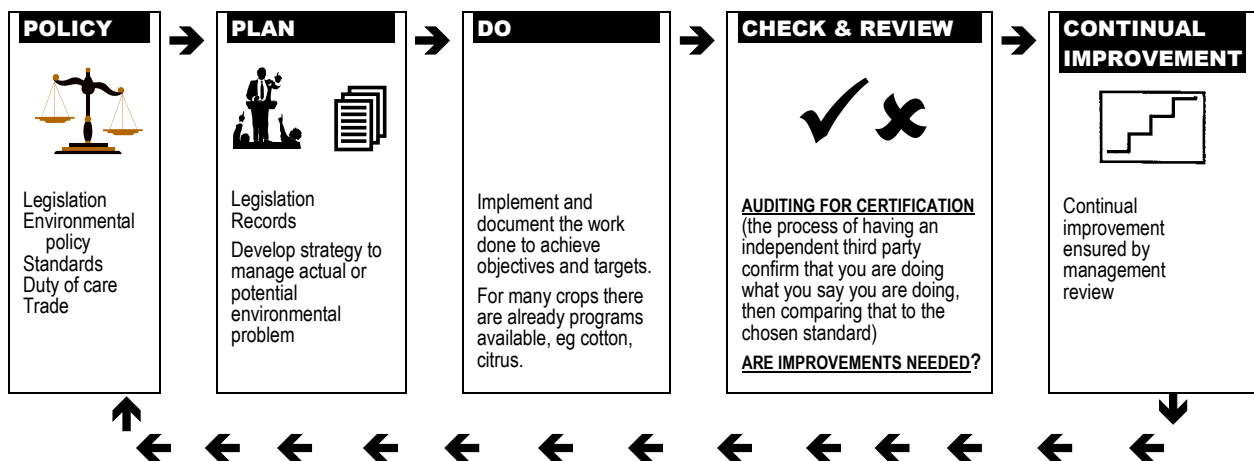 POLICY
Legislation
Environmental
policy
Standards
Duty of care
Trade
PLAN
Legislation
Records
Develop strategy to
manage actual or
potential
environmental
problem
DO
Implement and
document the work
done to achieve
objectives and targets.
For many crops there
are already programs
available, eg cotton,
citrus.
CHECK & REVIEW
AUDITING FOR CERTIFICATION
(the process of having an
independent third party
confirm that you are doing
what you say you are doing,
then comparing that to the
chosen standard)
ARE IMPROVEMENTS NEEDED?
CONTINUAL
IMPROVEMENT
Continual
improvement
ensured by
management
review